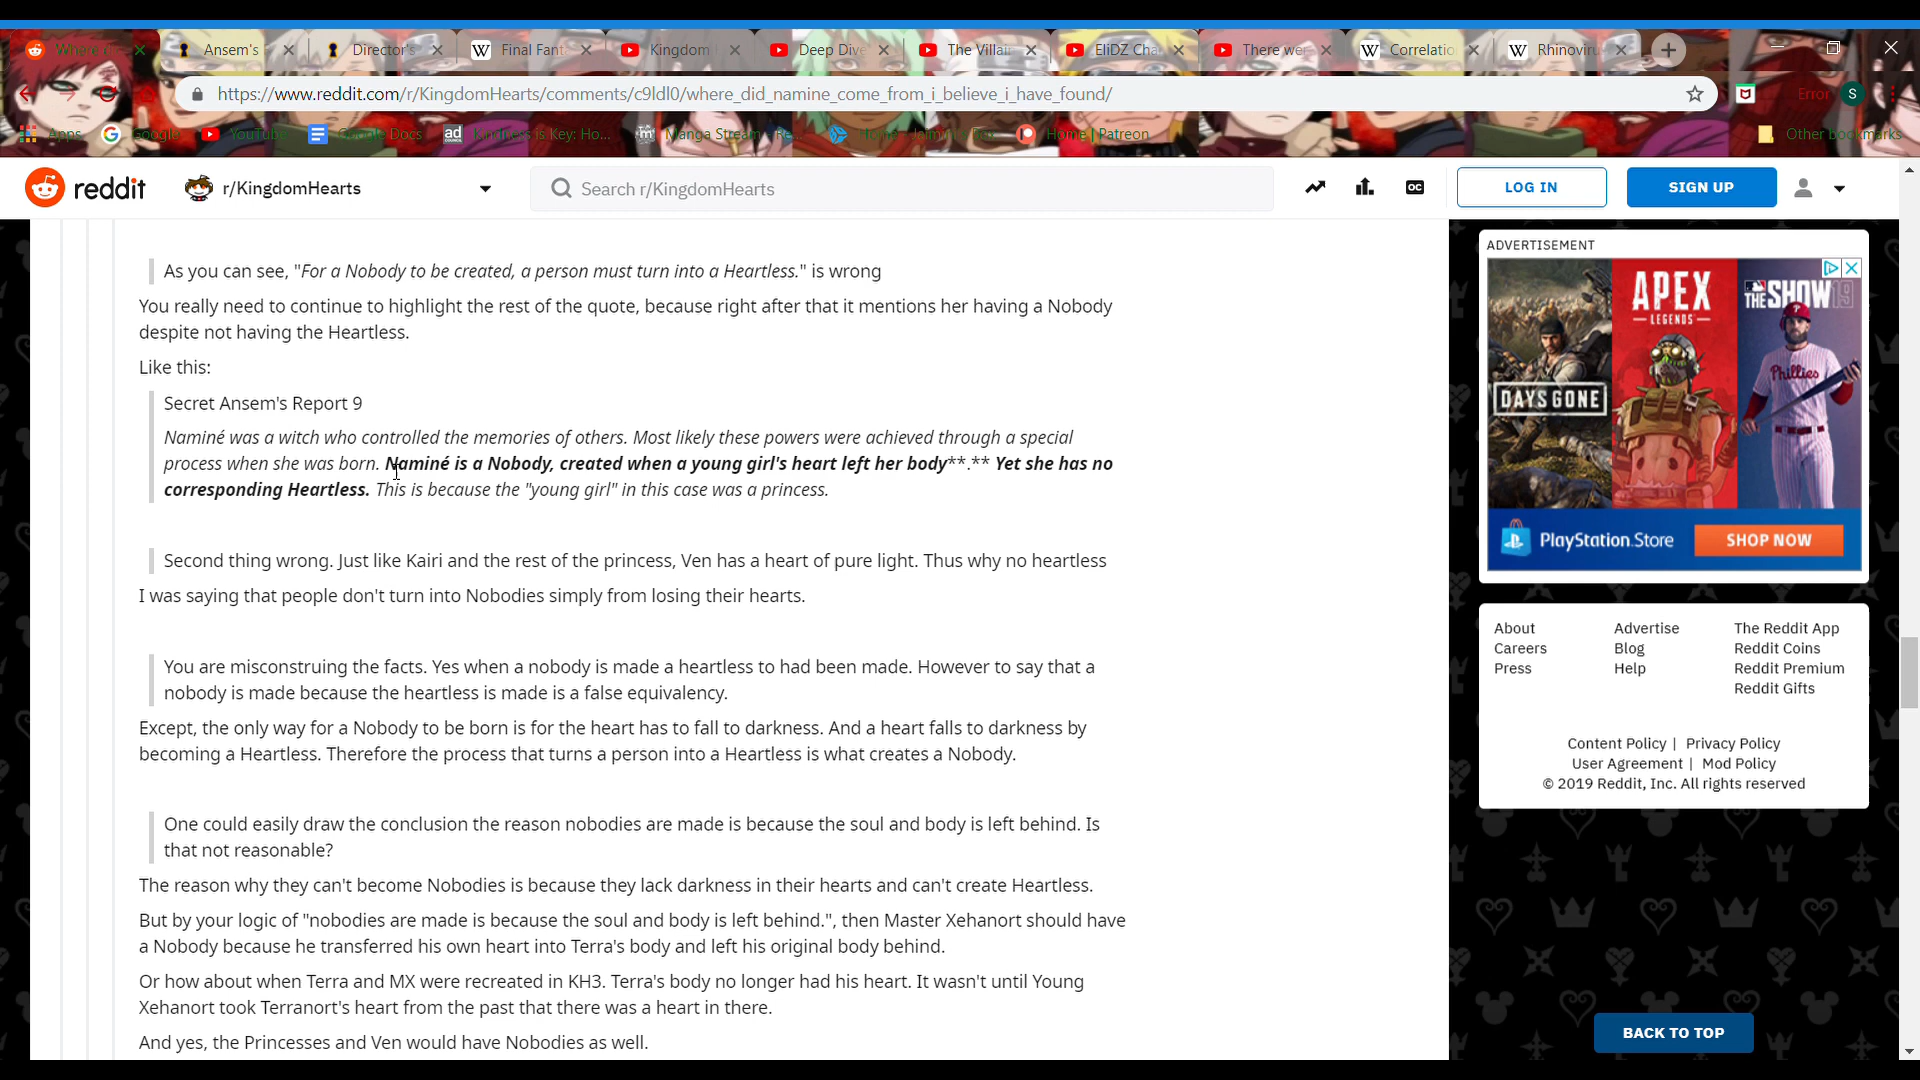 Where d
Ansem's
Director's
Final Fant
Kingdom
Deep Dive
The Villai
EliDZ Cha
There we
Correlatio
Rhinoviru
https://www.reddit.com/r/KingdomHearts/comments/c9ldl0/where_did_namine_come_from_i_believe_i_have_found/
Error
S
Apps
Google
YouTube
Google Docs
ad
Kindness is Key: Ho...
Manga Stream - Re...
Home
Home | Patreon
Other bookmarks
reddit
r/KingdomHearts
Search r/KingdomHearts
OC
LOG IN
SIGN UP
As you can see, "For a Nobody to be created, a person must turn into a Heartless." is wrong
You really need to continue to highlight the rest of the quote, because right after that it mentions her having a Nobody
despite not having the Heartless.
Like this:
Secret Ansem's Report 9
Naminé was a witch who controlled the memories of others. Most likely these powers were achieved through a special
process when she was born. Naminé is a Nobody, created when a young girl's heart left her body**.** Yet she has no
corresponding Heartless. This is because the "young girl" in this case was a princess.
Second thing wrong. Just like Kairi and the rest of the princess, Ven has a heart of pure light. Thus why no heartless
I was saying that people don't turn into Nobodies simply from losing their hearts.
You are misconstruing the facts. Yes when a nobody is made a heartless to had been made. However to say that a
nobody is made because the heartless is made is a false equivalency.
Except, the only way for a Nobody to be born is for the heart has to fall to darkness. And a heart falls to darkness by
becoming a Heartless. Therefore the process that turns a person into a Heartless is what creates a Nobody.
One could easily draw the conclusion the reason nobodies are made is because the soul and body is left behind. Is
that not reasonable?
The reason why they can't become Nobodies is because they lack darkness in their hearts and can't create Heartless.
But by your logic of "nobodies are made is because the soul and body is left behind.", then Master Xehanort should have
a Nobody because he transferred his own heart into Terra's body and left his original body behind.
Or how about when Terra and MX were recreated in KH3. Terra's body no longer had his heart. It wasn't until Young
Xehanort took Terranort's heart from the past that there was a heart in there.
And yes, the Princesses and Ven would have Nobodies as well.
ADVERTISEMENT
DAYS GONE
APEX
LEGENDS
THE SHOW 19
Phillies
PlayStation.Store
SHOP NOW
About
Advertise
The Reddit App
Careers
Blog
Reddit Coins
Press
Help
Reddit Premium
Reddit Gifts
Content Policy | Privacy Policy
User Agreement | Mod Policy
© 2019 Reddit, Inc. All rights reserved
BACK TO TOP